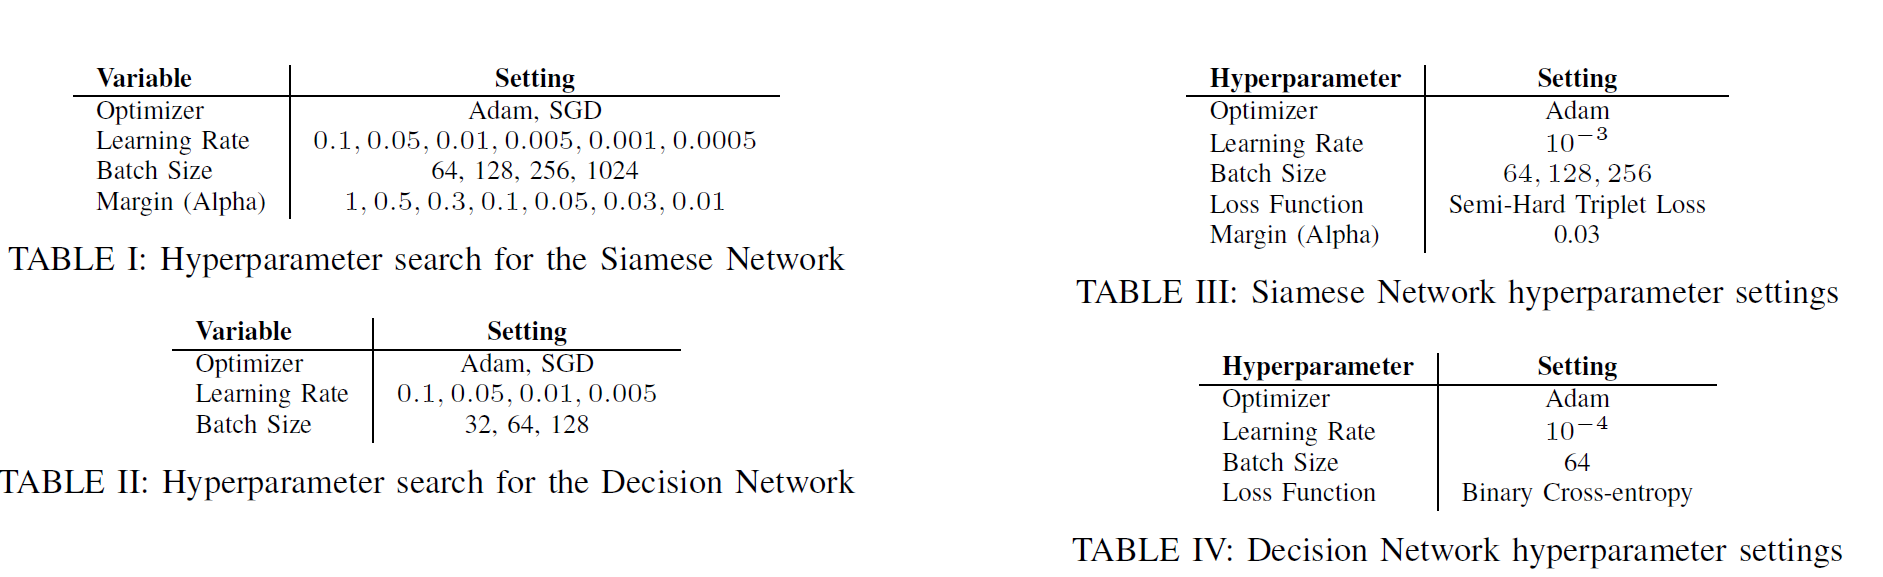 Variable Setting
Optimizer Adam, SGD
Learning Rate 0.1, 0.05, 0.01, 0.005, 0.001, 0.0005
Batch Size 64, 128, 256, 1024
Margin (Alpha) 1, 0.5, 0.3, 0.1, 0.05, 0.03, 0.01
TABLE I: Hyperparameter search for the Siamese Network
Variable Setting
Optimizer Adam, SGD
Learning Rate 0.1, 0.05, 0.01, 0.005
Batch Size 32, 64, 128
TABLE II: Hyperparameter search for the Decision Network
Hyperparameter Setting
Optimizer Adam
Learning Rate 10⁻³
Batch Size 64, 128, 256
Loss Function Semi-Hard Triplet Loss
Margin (Alpha) 0.03
TABLE III: Siamese Network hyperparameter settings
Hyperparameter Setting
Optimizer Adam
Learning Rate 10⁻⁴
Batch Size 64
Loss Function Binary Cross-entropy
TABLE IV: Decision Network hyperparameter settings